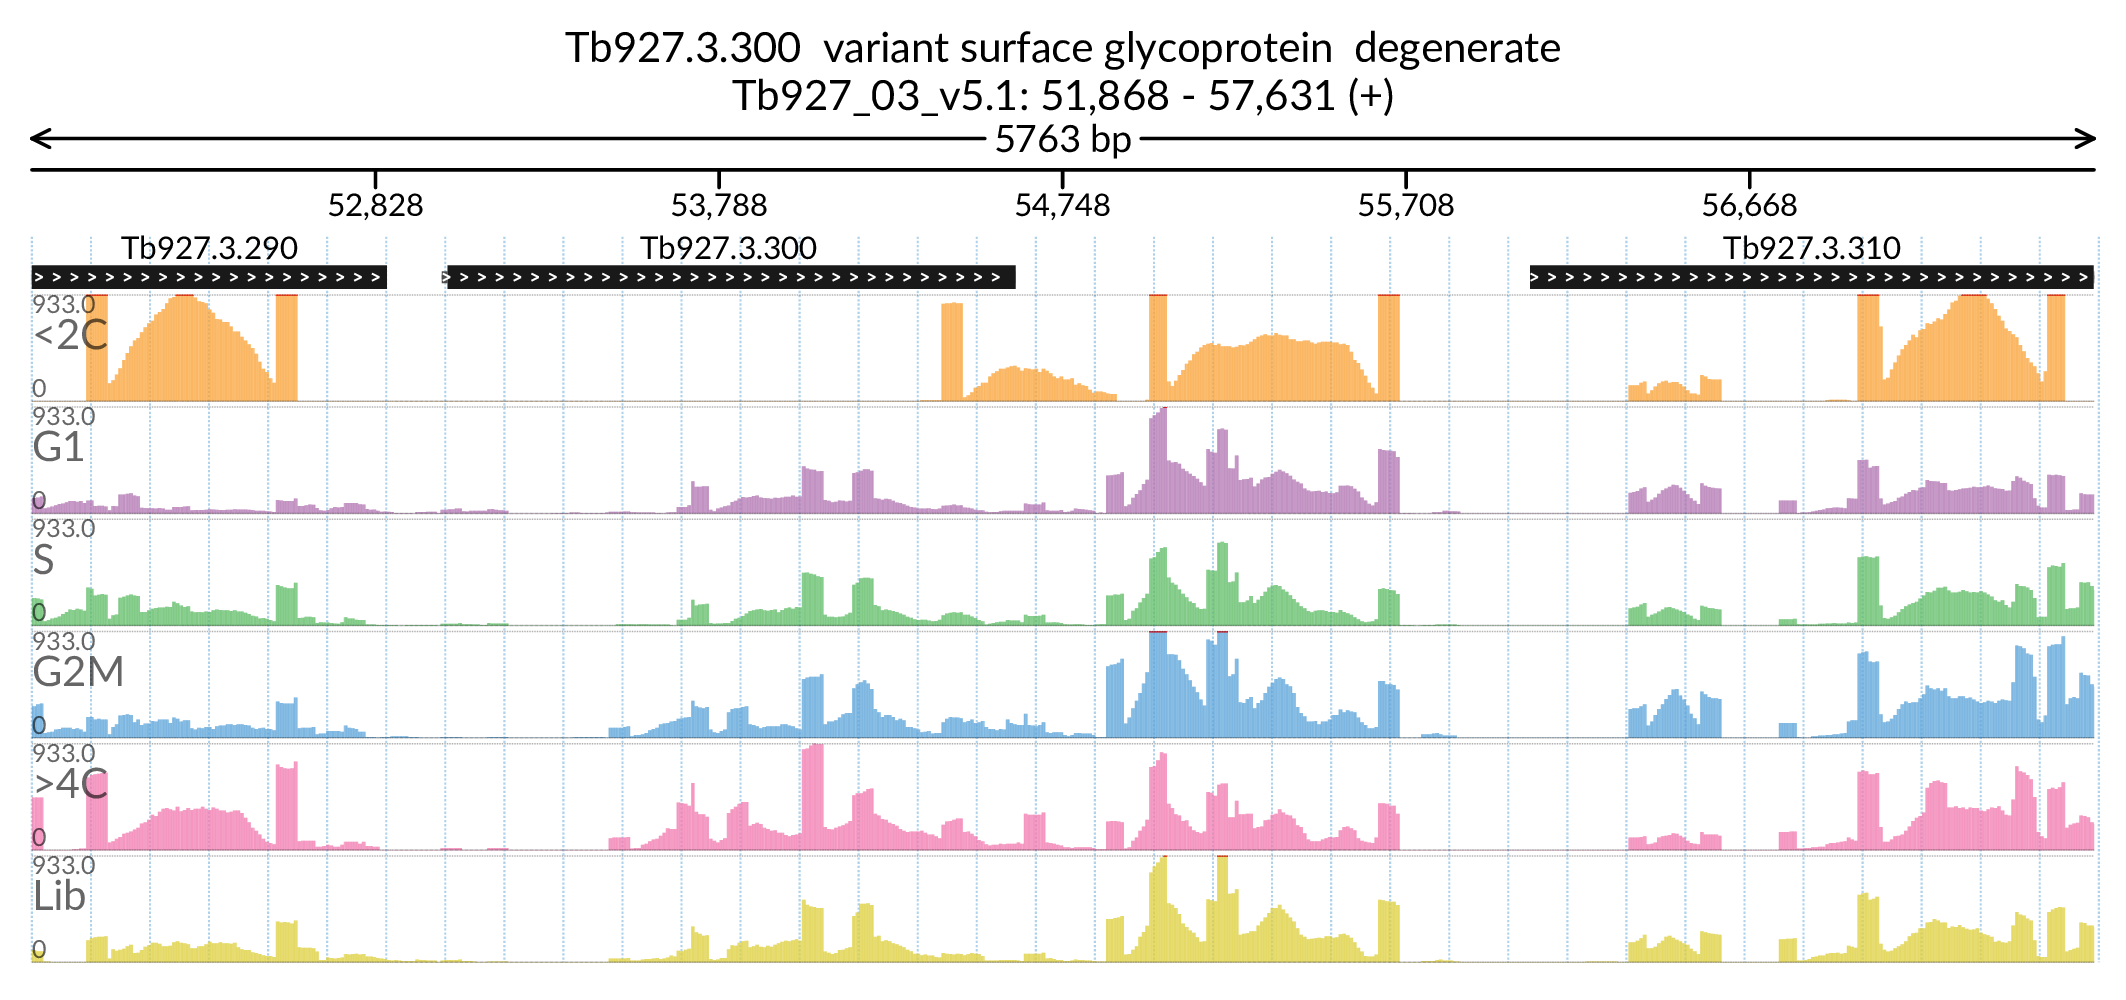 Tb927.3.300  variant surface glycoprotein  degenerate
Tb927_03_v5.1: 51,868 - 57,631 (+)
5763 bp
52,828 53,788 54,748 55,708 56,668
Tb927.3.290 Tb927.3.300 Tb927.3.310
933.0
<2C
0
933.0
G1
0
933.0
S
0
933.0
G2M
0
933.0
>4C
0
933.0
Lib
0